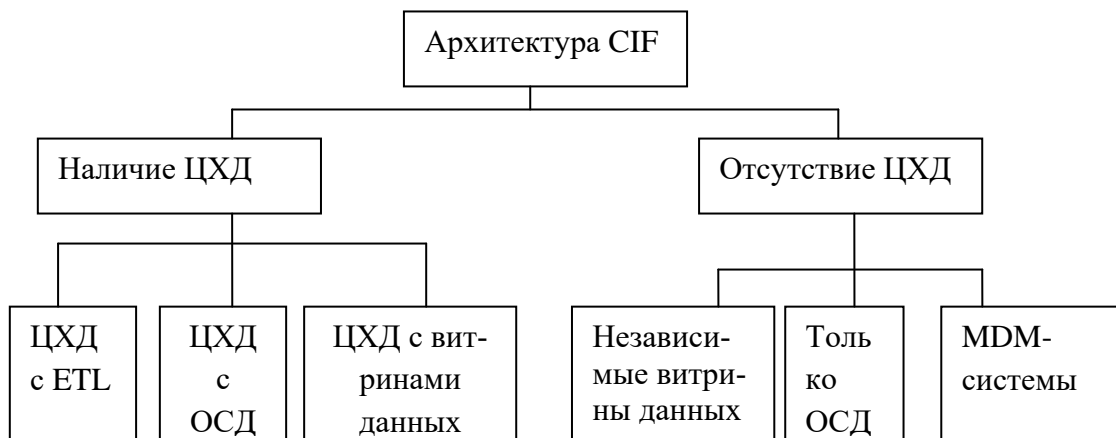 Архитектура CIF
Наличие ЦХД
Отсутствие ЦХД
ЦХД
с ETL
ЦХД
с
ОСД
ЦХД с вит-
ринами
данных
Независи-
мые витри-
ны данных
Толь
ко
ОСД
MDM-
системы